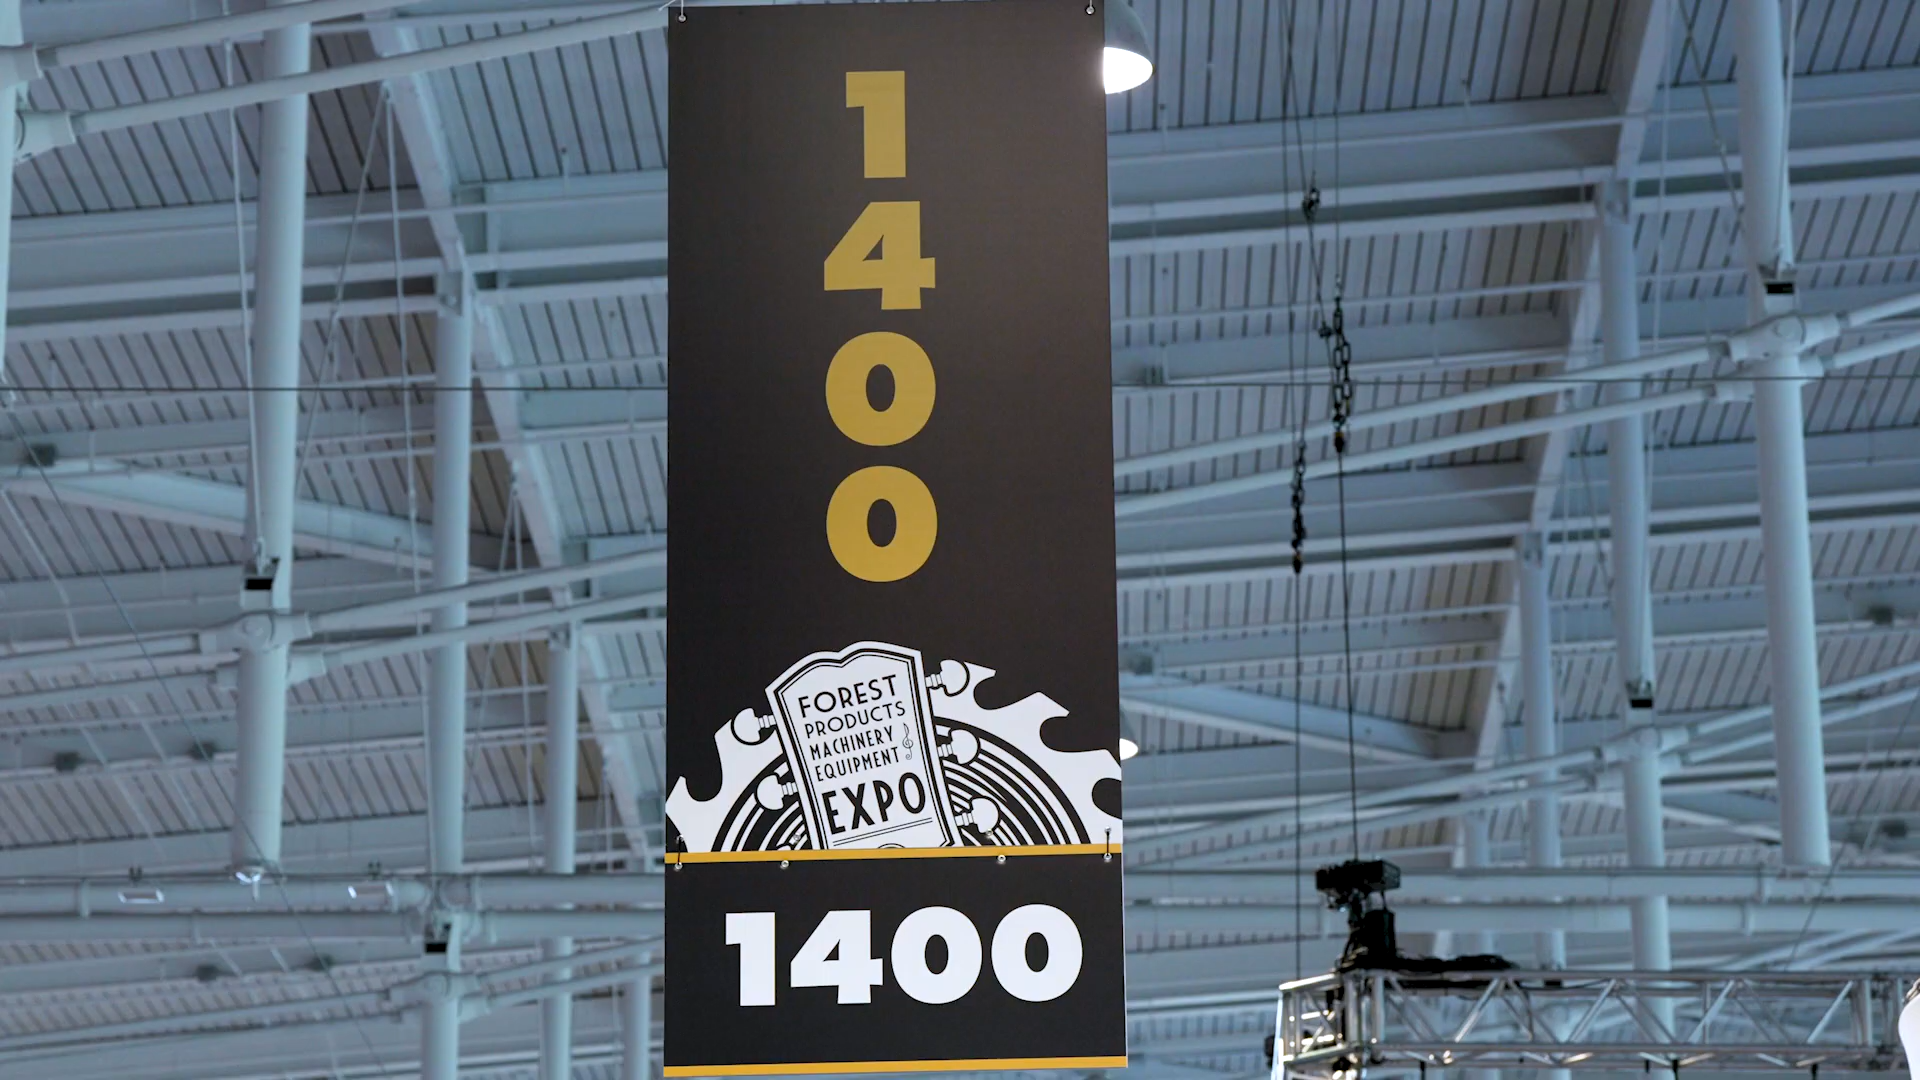 1
4
0
0
FOREST
PRODUCTS
MACHINERY
EQUIPMENT
EXPO
1400